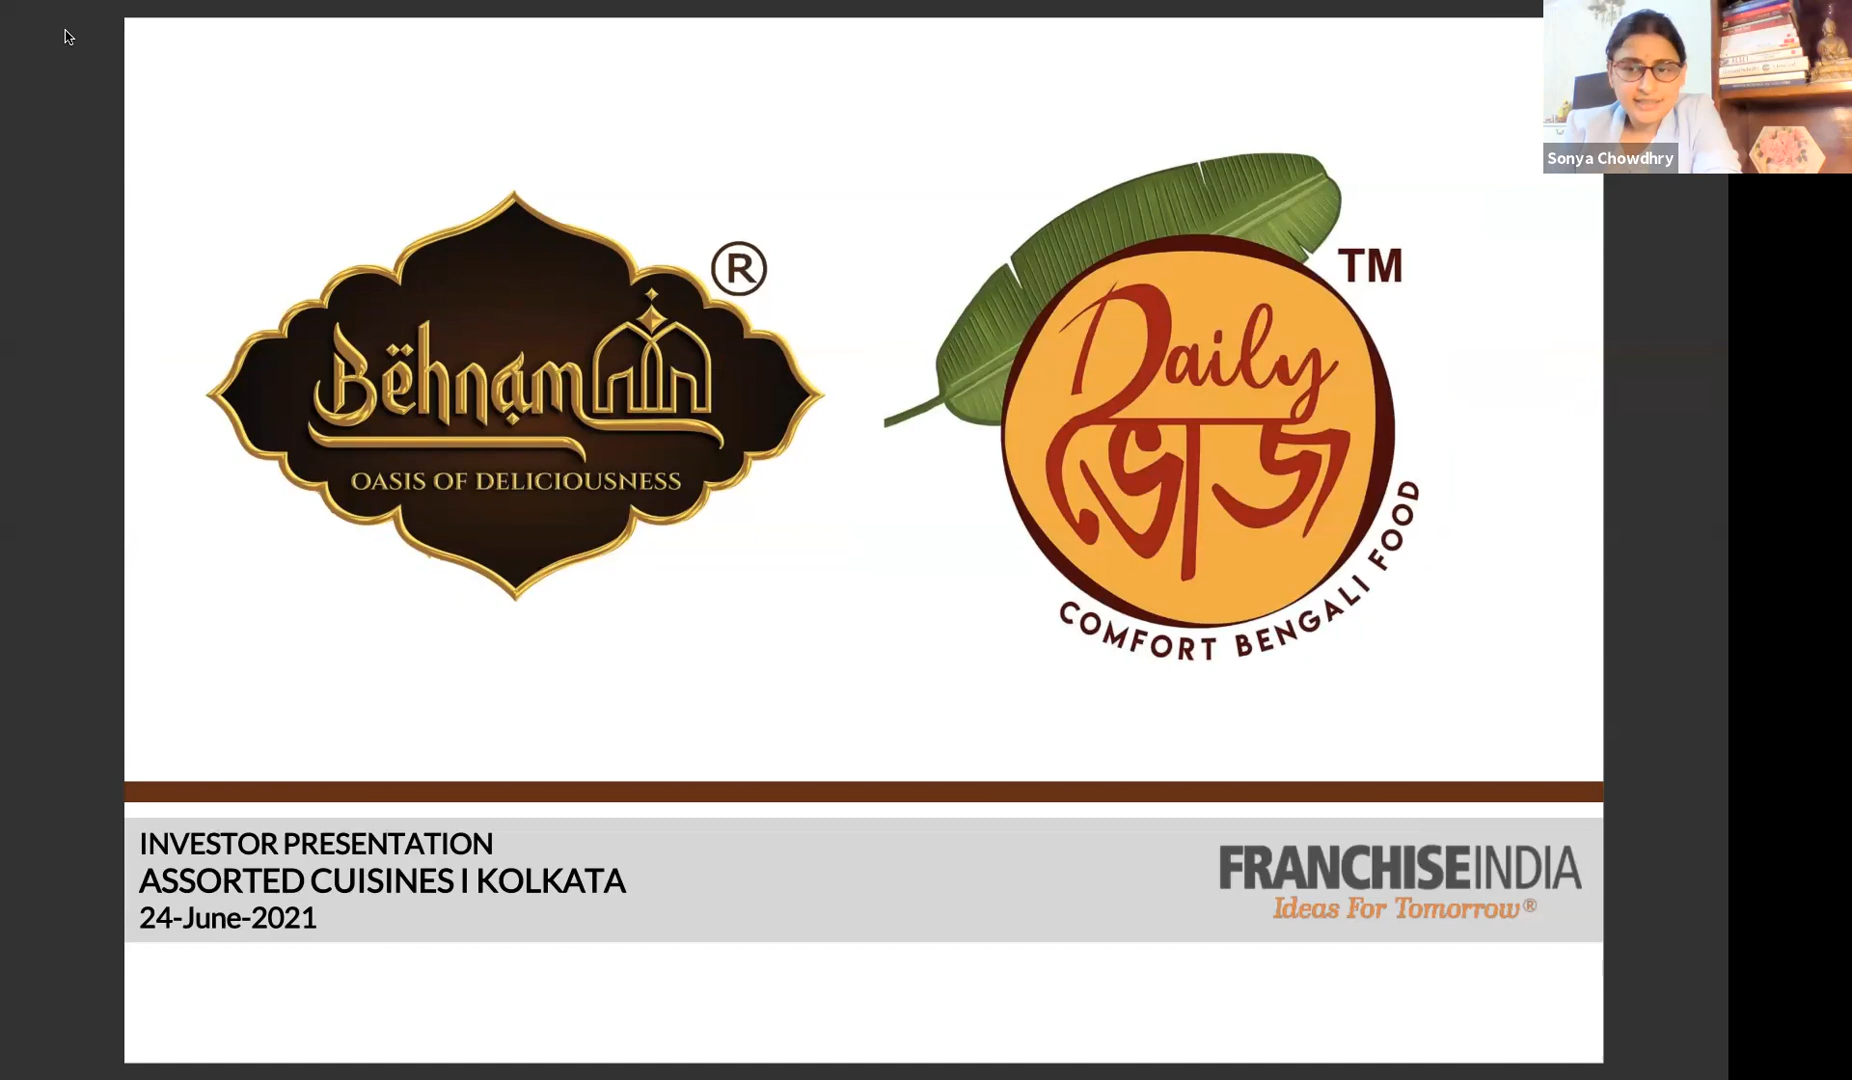 Sonya Chowdhry
®
Bëhnam
OASIS OF DELICIOUSNESS
TM
Daily
ভোজ
COMFORT BENGALI FOOD
INVESTOR PRESENTATION
ASSORTED CUISINES I KOLKATA
24-June-2021
FRANCHISEINDIA
Ideas For Tomorrow®